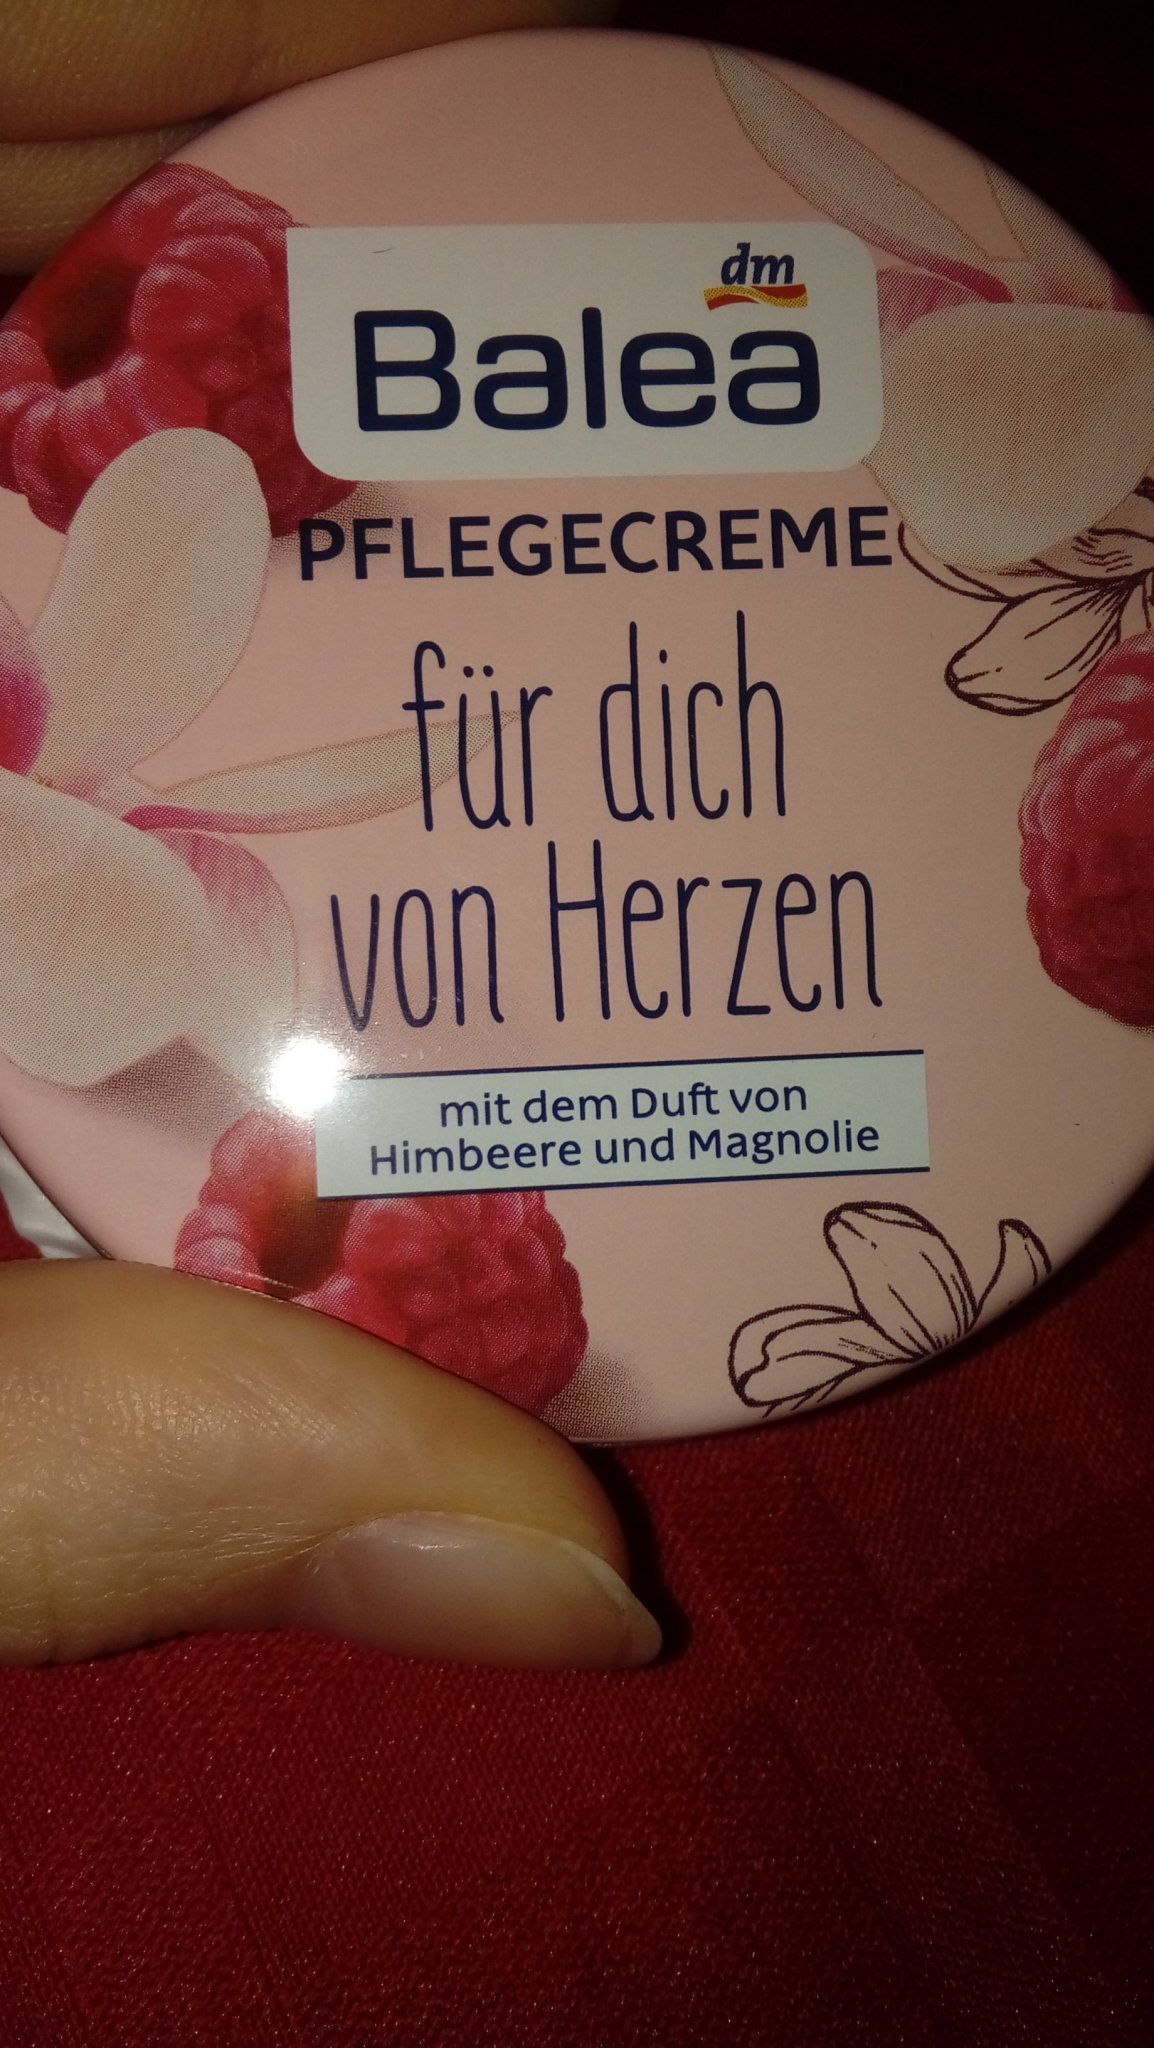 dm
Balea
PFLEGECREME
für dich
von Herzen
mit dem Duft von
Himbeere und Magnolie